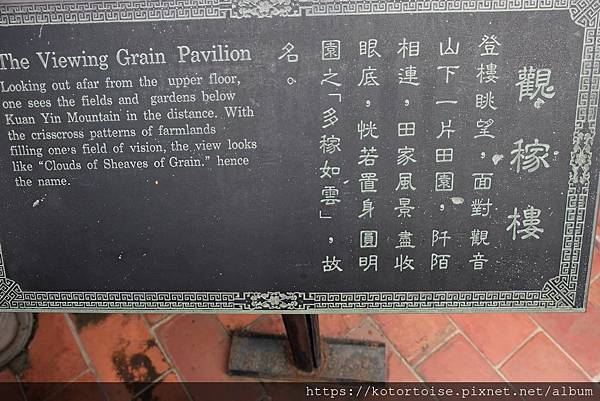 The Viewing Grain Pavilion
Looking out afar from the upper floor,
one sees the fields and gardens below
Kuan Yin Mountain in the distance. With
the crisscross patterns of farmlands
filling one's field of vision, the view looks
like "Clouds of Sheaves of Grain." hence
the name.
觀稼樓
登樓眺望，面對觀音
山下一片田園，阡陌
相連，田家風景盡收
眼底，恍若置身圓明
園之「多稼如雲」，故
名。
https://kotortoise.pixnet.net/album